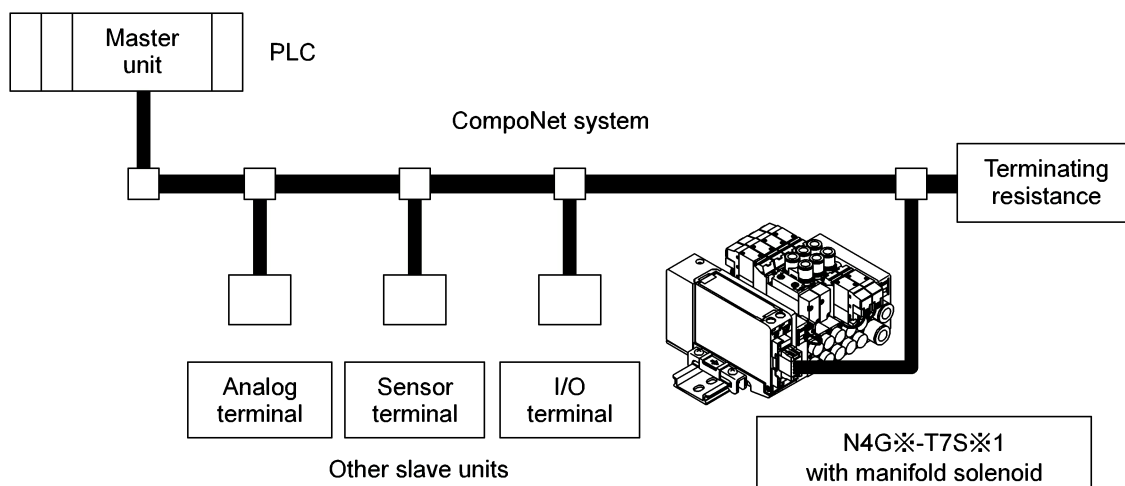 Master
unit
PLC
CompoNet system
Terminating
resistance
Analog
terminal
Sensor
terminal
I/O
terminal
Other slave units
N4G※-T7S※1
with manifold solenoid